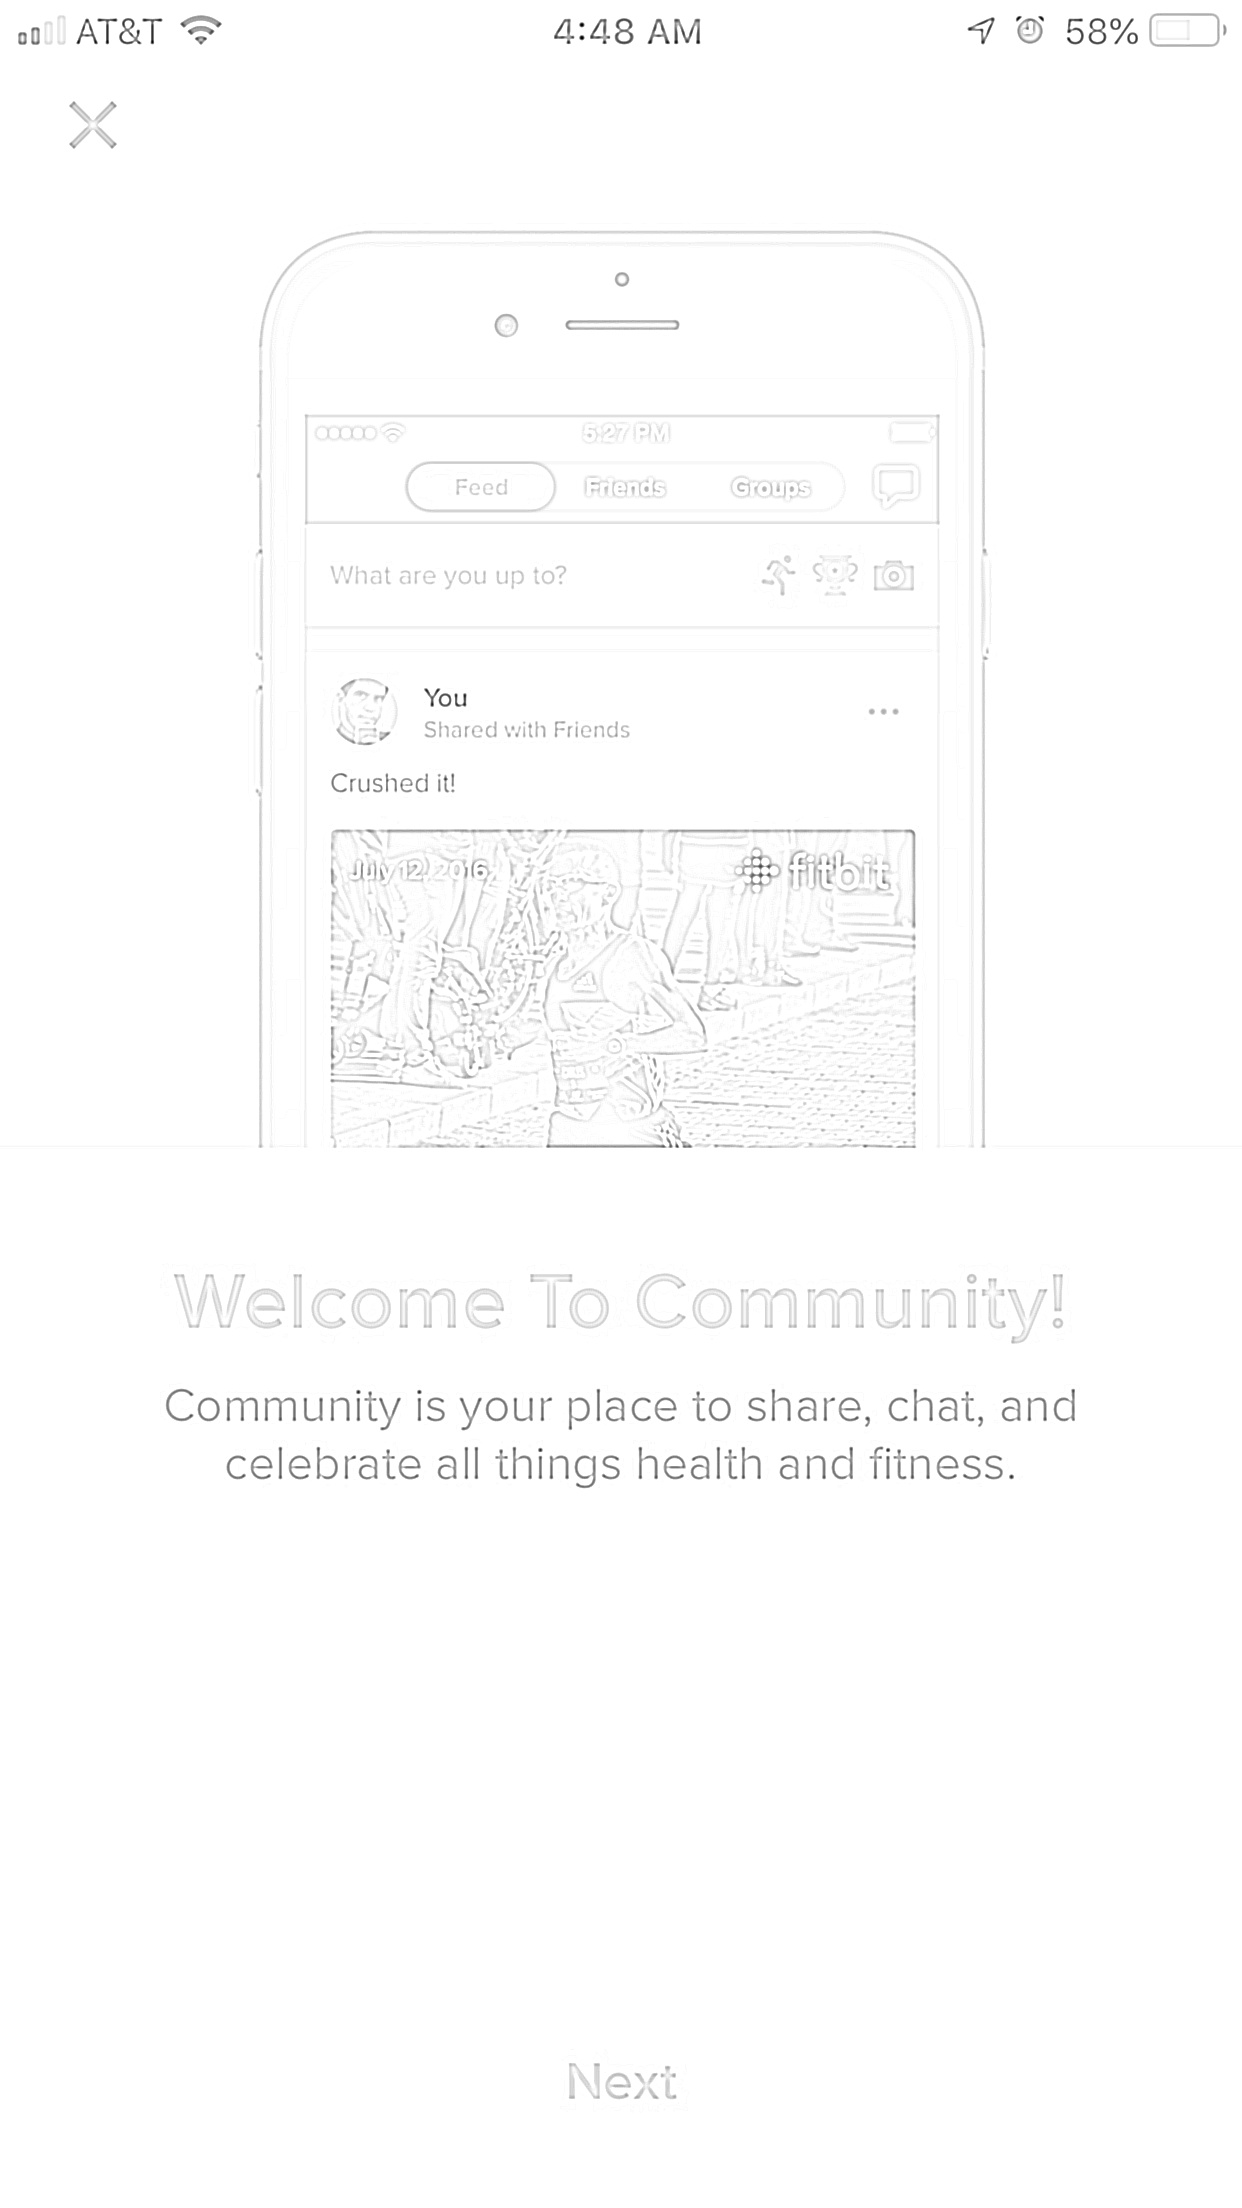 AT&T 4:48 AM 58%
5:27 PM
Feed Friends Groups
What are you up to?
You
Shared with Friends
Crushed it!
July 12, 2016 fitbit
Welcome To Community!
Community is your place to share, chat, and
celebrate all things health and fitness.
Next